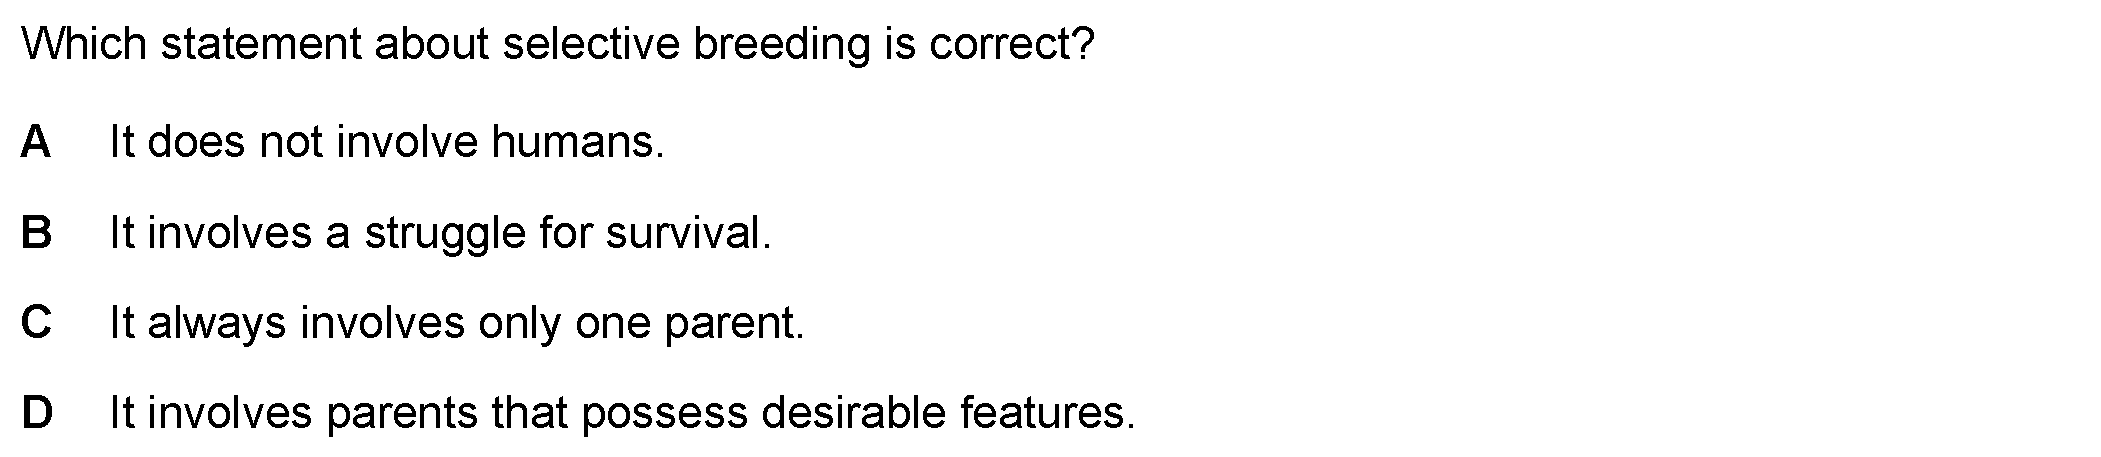 Which statement about selective breeding is correct?
A It does not involve humans.
B It involves a struggle for survival.
C It always involves only one parent.
D It involves parents that possess desirable features.